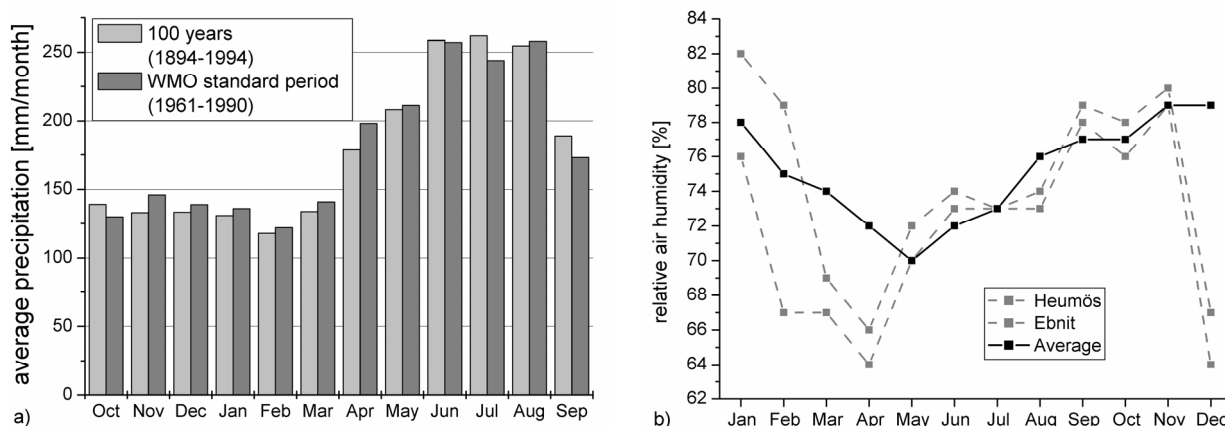 100 years
(1894-1994)
WMO standard period
(1961-1990)
average precipitation [mm/month]
250
200
150
100
50
0
Oct Nov Dec Jan Feb Mar Apr May Jun Jul Aug Sep
a)
relative air humidity [%]
84
82
80
78
76
74
72
70
68
66
64
62
Heumös
Ebnit
Average
Jan Feb Mar Apr May Jun Jul Aug Sep Oct Nov Dec
b)